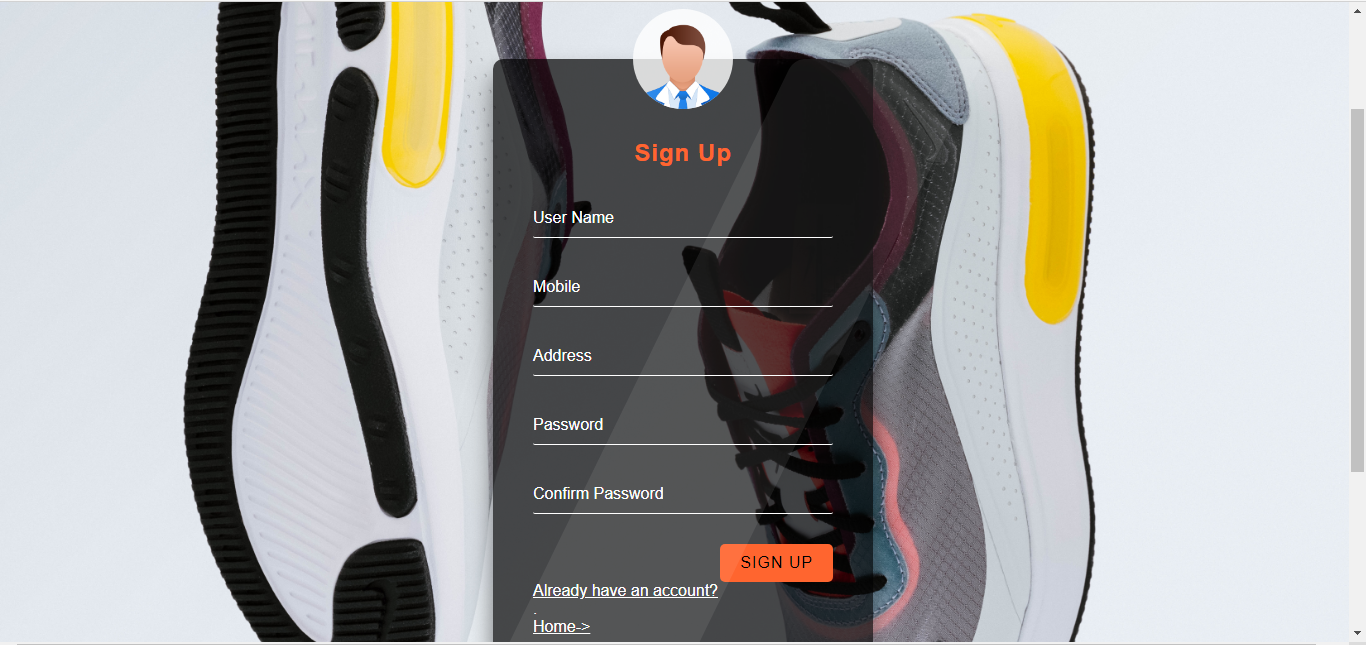 Sign Up
User Name
Mobile
Address
Password
Confirm Password
SIGN UP
Already have an account?
.
Home->